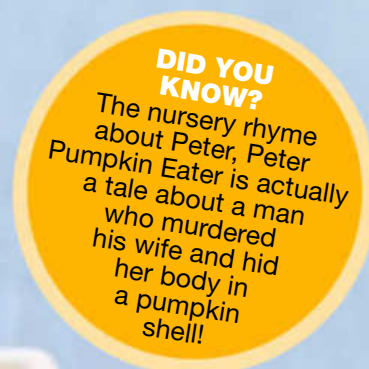 DID YOU
KNOW?
The nursery rhyme
about Peter, Peter
Pumpkin Eater is actually
a tale about a man
who murdered
his wife and hid
her body in
a pumpkin
shell!